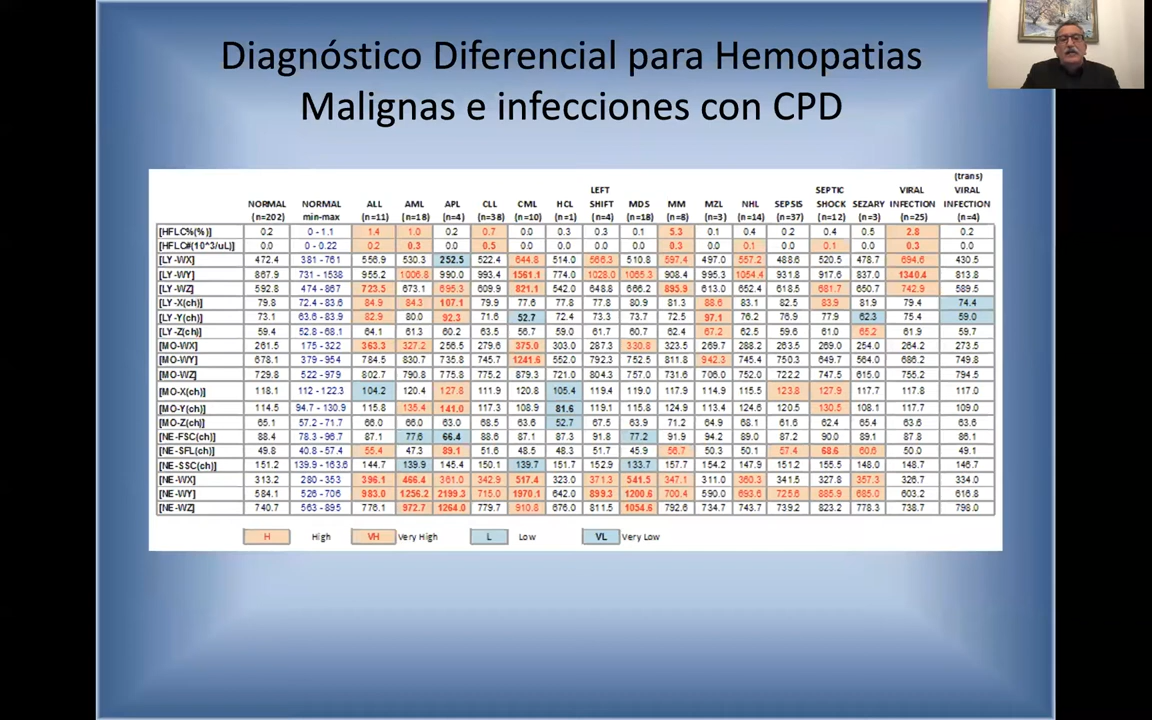 Diagnóstico Diferencial para Hemopatias
Malignas e infecciones con CPD
(trans)
LEFT SEPTIC VIRAL VIRAL
NORMAL NORMAL ALL AML APL CLL CML HCL SHIFT MDS MM MZL NHL SEPSIS SHOCK SEZARY INFECTION INFECTION
(n=202) min-max (n=11) (n=18) (n=4) (n=38) (n=10) (n=1) (n=4) (n=18) (n=8) (n=3) (n=14) (n=37) (n=12) (n=3) (n=25) (n=4)
[HFLC%(%)] 0.2 0 - 1.1 1.4 1.0 0.2 0.7 0.0 0.3 0.3 0.1 5.3 0.1 0.4 0.2 0.4 0.5 2.8 0.2
[HFLC#(10^3/uL)] 0.0 0 - 0.22 0.2 0.3 0.0 0.5 0.0 0.0 0.0 0.0 0.3 0.0 0.1 0.0 0.1 0.0 0.3 0.0
[LY-WX] 472.4 381 - 761 556.9 530.3 252.5 522.4 644.8 514.0 566.3 510.8 597.4 497.0 557.2 488.6 520.5 478.7 694.6 430.5
[LY-WY] 867.9 731 - 1538 955.2 1006.8 990.0 993.4 1561.1 774.0 1028.0 1065.3 908.4 995.3 1054.4 931.8 917.6 837.0 1340.4 813.8
[LY-WZ] 592.8 474 - 867 723.5 673.1 695.3 609.9 821.1 542.0 648.8 666.2 895.9 613.0 652.4 618.5 681.7 650.7 742.9 589.5
[LY-X(ch)] 79.8 72.4 - 83.6 84.9 84.3 107.1 79.9 77.6 77.8 77.8 80.9 81.3 88.6 83.1 82.5 83.9 81.9 79.4 74.4
[LY-Y(ch)] 73.1 63.6 - 83.9 82.9 80.0 92.3 71.6 52.7 72.4 73.3 73.7 72.5 97.1 76.2 76.9 77.9 62.3 75.4 59.0
[LY-Z(ch)] 59.4 52.8 - 68.1 64.1 61.3 60.2 63.5 56.7 59.0 61.7 60.7 62.4 67.2 62.5 59.6 61.0 65.2 61.9 59.7
[MO-WX] 261.5 175 - 322 363.3 327.2 256.5 279.6 375.0 303.0 287.3 330.8 323.5 269.7 288.2 263.5 269.0 254.0 264.2 273.5
[MO-WY] 678.1 379 - 954 784.5 830.7 735.8 745.7 1241.6 552.0 792.3 752.5 811.8 942.3 745.4 750.3 649.7 564.0 686.2 749.8
[MO-WZ] 729.8 522 - 979 802.7 790.8 775.8 775.2 879.3 721.0 804.3 757.0 731.6 706.0 752.0 722.2 747.5 615.0 755.2 794.5
[MO-X(ch)] 118.1 112 - 122.3 104.2 120.4 127.8 111.9 120.8 105.4 119.4 119.0 117.9 114.9 115.5 123.8 127.9 117.7 117.8 117.0
[MO-Y(ch)] 114.5 94.7 - 130.9 115.8 135.4 141.0 117.3 108.9 81.6 119.1 115.8 124.9 113.4 124.6 120.5 130.5 108.1 117.7 109.0
[MO-Z(ch)] 65.1 57.2 - 71.7 66.0 66.0 63.0 68.5 63.6 52.7 67.5 63.9 71.2 64.9 68.1 61.6 62.4 65.4 63.6 63.6
[NE-FSC(ch)] 88.4 78.3 - 96.7 87.1 77.6 66.4 88.6 87.1 87.3 91.8 77.2 91.9 94.2 89.0 87.2 90.0 89.1 87.8 86.1
[NE-SFL(ch)] 49.8 40.8 - 57.4 55.4 47.3 89.1 51.6 48.5 48.3 51.7 45.9 56.7 50.3 50.1 57.4 68.6 60.6 50.0 49.1
[NE-SSC(ch)] 151.2 139.9 - 163.6 144.7 139.9 145.4 150.1 139.7 151.7 152.9 133.7 157.7 154.2 147.9 151.2 155.5 148.0 148.7 146.7
[NE-WX] 313.2 280 - 353 396.1 466.4 361.0 342.9 517.4 323.0 371.3 541.5 347.1 311.0 360.3 341.5 327.8 357.3 326.7 334.0
[NE-WY] 584.1 526 - 706 983.0 1256.2 2199.3 715.0 1970.1 642.0 899.3 1200.6 700.4 590.0 693.6 725.6 885.9 685.0 603.2 616.8
[NE-WZ] 740.7 563 - 895 776.1 972.7 1264.0 779.7 910.8 676.0 811.5 1054.6 792.6 734.7 743.7 739.2 823.2 778.3 738.7 798.0
H High VH Very High L Low VL Very Low